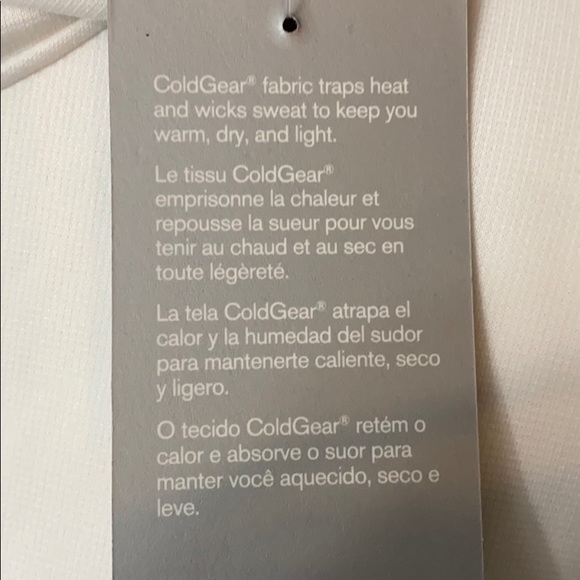 ColdGear® fabric traps heat
and wicks sweat to keep you
warm, dry, and light.
Le tissu ColdGear®
emprisonne la chaleur et
repousse la sueur pour vous
tenir au chaud et au sec en
toute légèreté.
La tela ColdGear® atrapa el
calor y la humedad del sudor
para mantenerte caliente, seco
y ligero.
O tecido ColdGear® retém o
calor e absorve o suor para
manter você aquecido, seco e
leve.